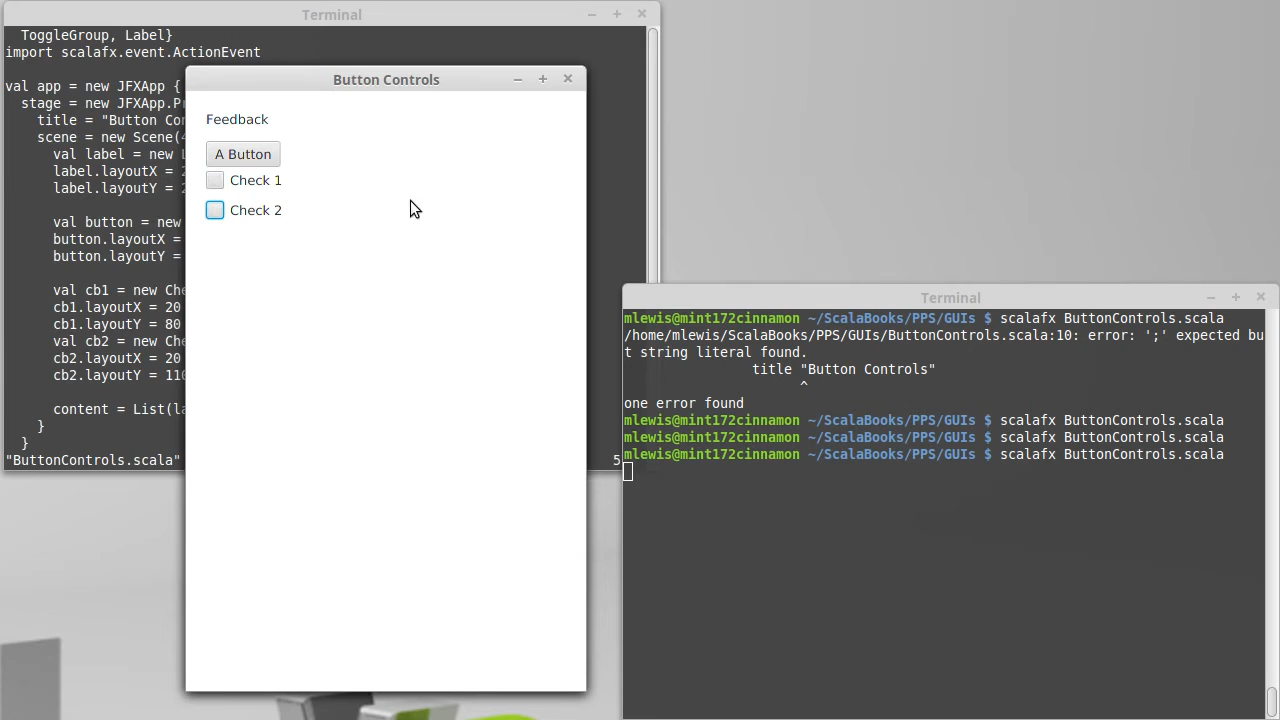 Terminal
ToggleGroup, Label}
import scalafx.event.ActionEvent
val app = new JFXApp {
stage = new JFXApp.Pr
title = "Button Con
scene = new Scene(4
val label = new L
label.layoutX = 2
label.layoutY = 2
val button = new
button.layoutX =
button.layoutY =
val cb1 = new Che
cb1.layoutX = 20
cb1.layoutY = 80
val cb2 = new Che
cb2.layoutX = 20
cb2.layoutY = 110
content = List(la
}
}
"ButtonControls.scala"
5
Button Controls
Feedback
A Button
Check 1
Check 2
Terminal
mlewis@mint172cinnamon ~/ScalaBooks/PPS/GUIs $ scalafx ButtonControls.scala
/home/mlewis/ScalaBooks/PPS/GUIs/ButtonControls.scala:10: error: ';' expected bu
t string literal found.
title "Button Controls"
^
one error found
mlewis@mint172cinnamon ~/ScalaBooks/PPS/GUIs $ scalafx ButtonControls.scala
mlewis@mint172cinnamon ~/ScalaBooks/PPS/GUIs $ scalafx ButtonControls.scala
mlewis@mint172cinnamon ~/ScalaBooks/PPS/GUIs $ scalafx ButtonControls.scala